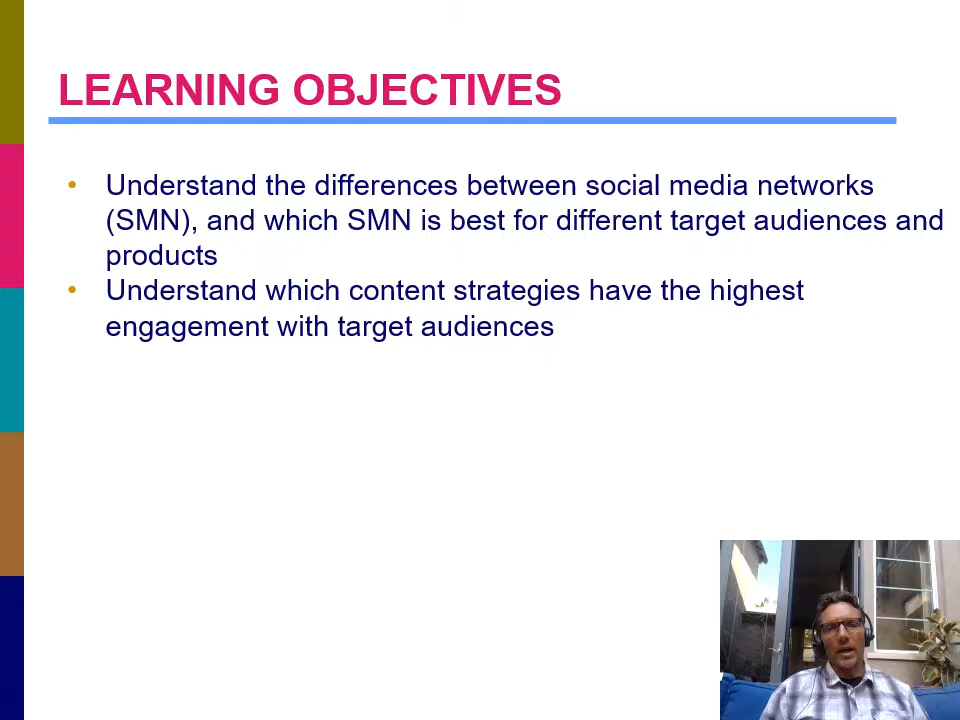 LEARNING OBJECTIVES
• Understand the differences between social media networks
(SMN), and which SMN is best for different target audiences and
products
• Understand which content strategies have the highest
engagement with target audiences